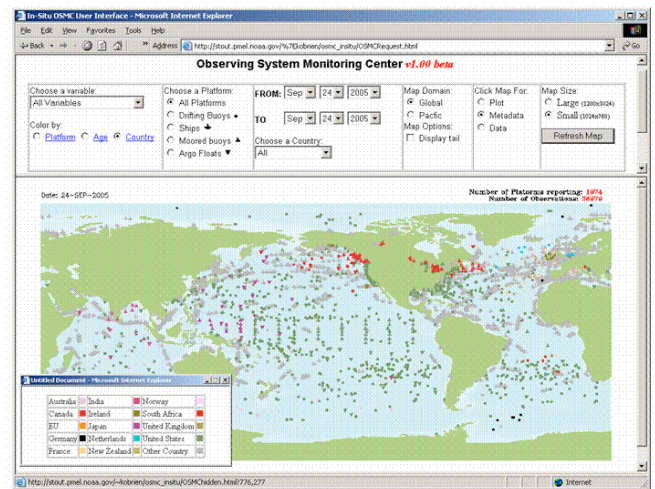 In-Situ OSMC User Interface - Microsoft Internet Explorer
File Edit View Favorites Tools Help
Back Address http://stout.pmel.noaa.gov/%7Ekobrien/osmc_insitu/OSMCRequest.html Go
Observing System Monitoring Center v1.00 beta
Choose a variable:
All Variables
Color by:
Platform Age Country
Choose a Platform:
All Platforms
Drifting Buoys
Ships
Moored buoys
Argo Floats
FROM: Sep 24 2005
TO: Sep 24 2005
Choose a Country:
All
Map Domain:
Global
Pacfic
Map Options:
Display tail
Click Map For:
Plot
Metadata
Data
Map Size:
Large (1280x1024)
Small (1024x768)
Refresh Map
Date: 24-SEP-2005
Number of Platorms reporting: 1974
Number of Observations: 36979
Untitled Document - Microsoft Internet Explorer
Australia India Norway
Canada Ireland South Africa
EU Japan United Kingdom
Germany Netherlands United States
France New Zealand Other Country
http://stout.pmel.noaa.gov/~kobrien/osmc_insitu/OSMChidden.html?776,277 Internet